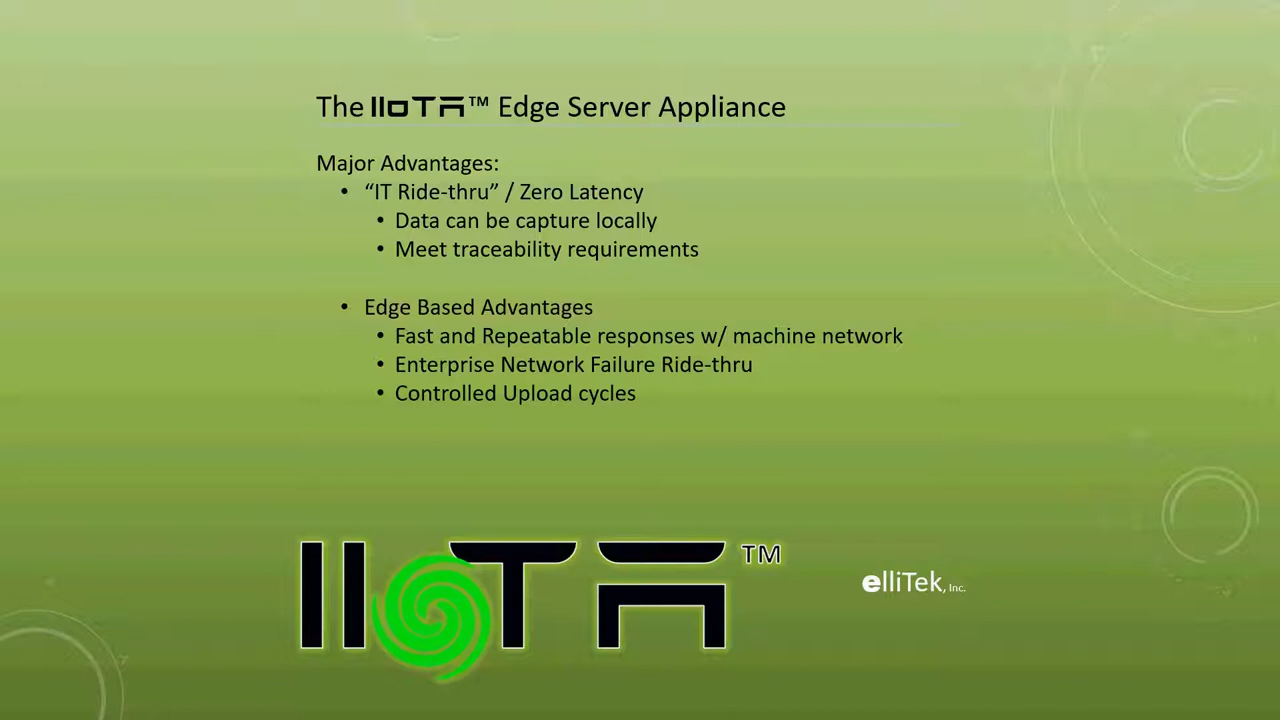 The IIoTA™ Edge Server Appliance
Major Advantages:
• “IT Ride-thru” / Zero Latency
• Data can be capture locally
• Meet traceability requirements
• Edge Based Advantages
• Fast and Repeatable responses w/ machine network
• Enterprise Network Failure Ride-thru
• Controlled Upload cycles
IIoTA™
elliTek, Inc.